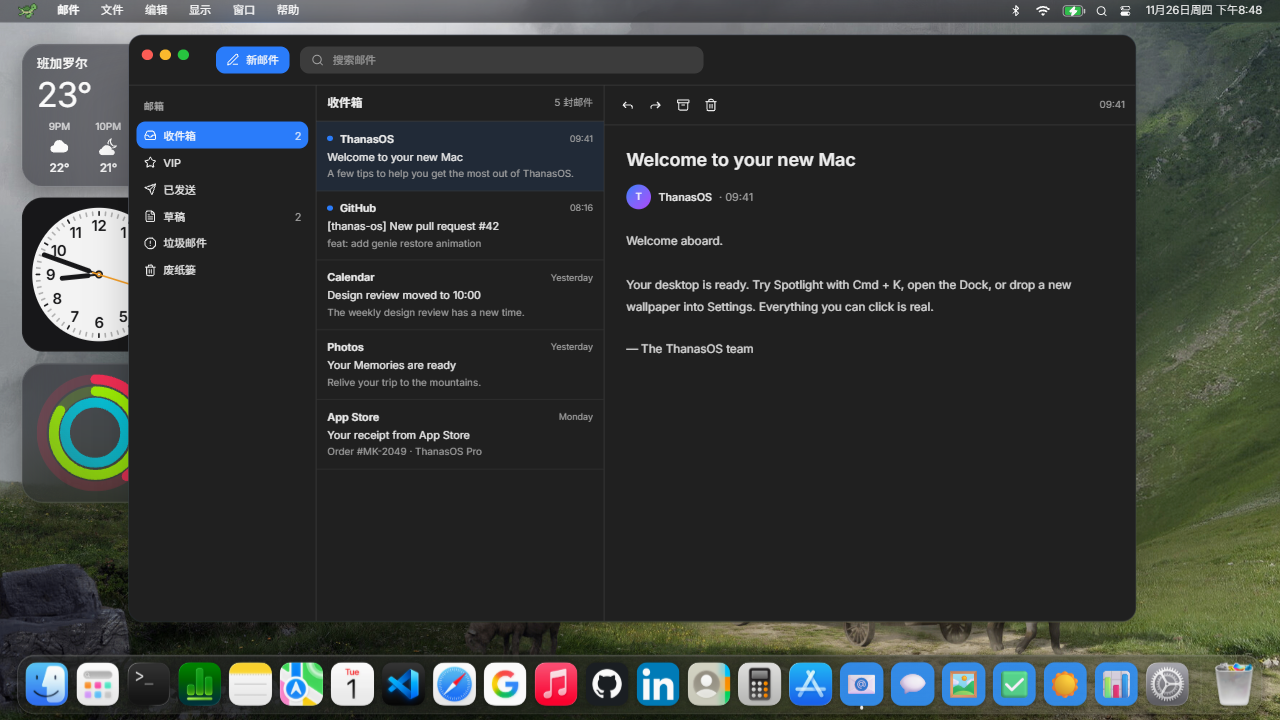 邮件 文件 编辑 显示 窗口 帮助
11月26日周四 下午8:48
班加罗尔
23°
9PM 10PM
22° 21°
12
11 1
10
9
8
7 6 5
新邮件
搜索邮件
邮箱
收件箱 2
VIP
已发送
草稿 2
垃圾邮件
废纸篓
收件箱 5 封邮件
ThanasOS 09:41
Welcome to your new Mac
A few tips to help you get the most out of ThanasOS.
GitHub 08:16
[thanas-os] New pull request #42
feat: add genie restore animation
Calendar Yesterday
Design review moved to 10:00
The weekly design review has a new time.
Photos Yesterday
Your Memories are ready
Relive your trip to the mountains.
App Store Monday
Your receipt from App Store
Order #MK-2049 · ThanasOS Pro
09:41
Welcome to your new Mac
T ThanasOS · 09:41
Welcome aboard.
Your desktop is ready. Try Spotlight with Cmd + K, open the Dock, or drop a new
wallpaper into Settings. Everything you can click is real.
— The ThanasOS team
>_
Tue
1
G
in
@